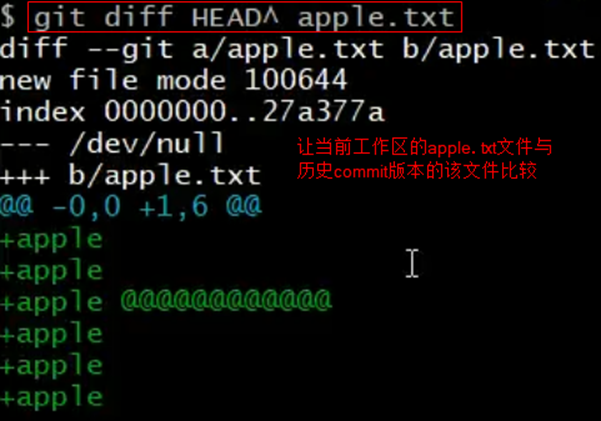 $ git diff HEAD^ apple.txt
diff --git a/apple.txt b/apple.txt
new file mode 100644
index 0000000..27a377a
--- /dev/null
+++ b/apple.txt
让当前工作区的apple.txt文件与
历史commit版本的该文件比较
@@ -0,0 +1,6 @@
+apple
+apple
+apple @@@@@@@@@@@@
+apple
+apple
+apple